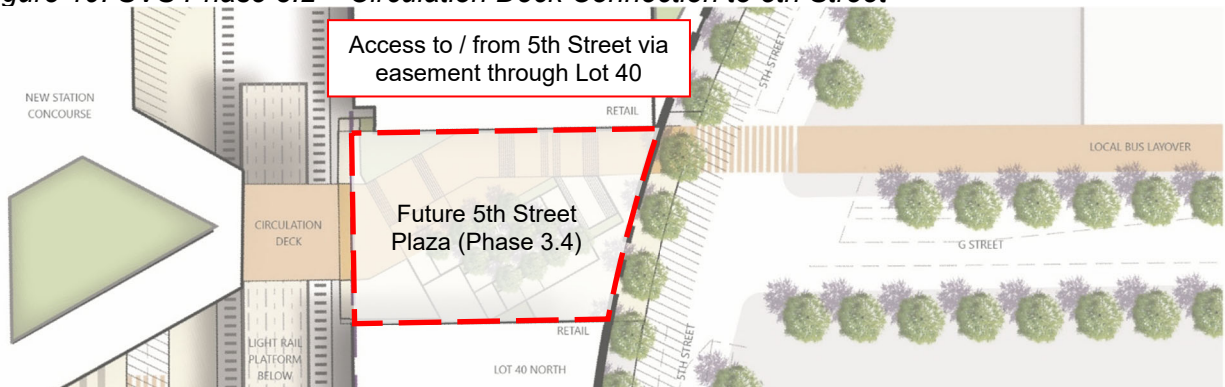 Access to / from 5th Street via
easement through Lot 40
NEW STATION
CONCOURSE
RETAIL
5TH STREET
LOCAL BUS LAYOVER
CIRCULATION
DECK
Future 5th Street
Plaza (Phase 3.4)
G STREET
RETAIL
LIGHT RAIL
PLATFORM
BELOW
LOT 40 NORTH
5TH STREET